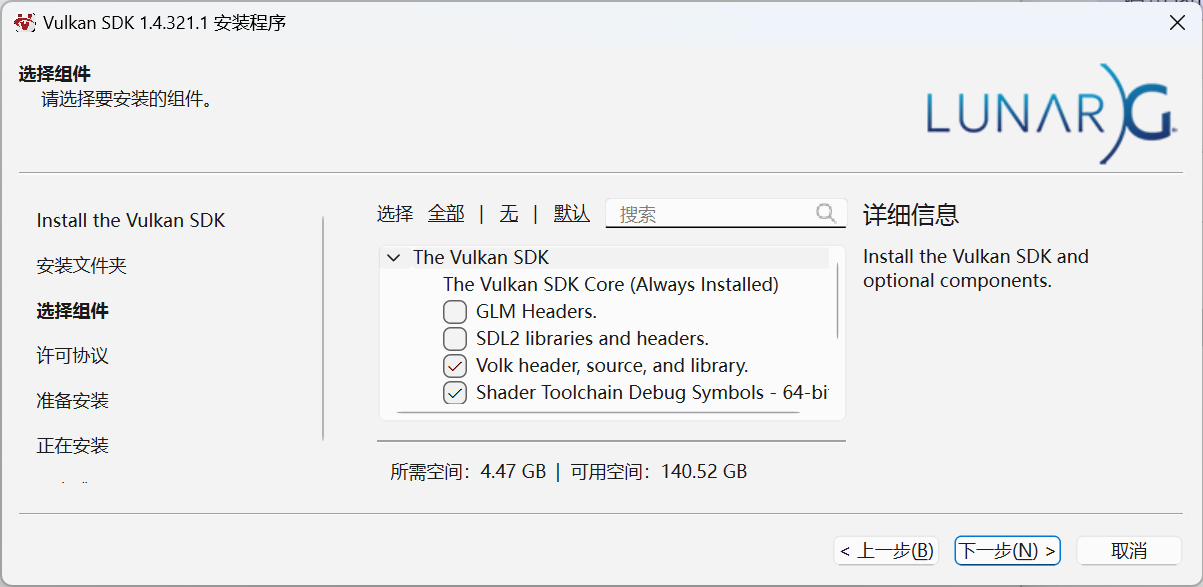 Vulkan SDK 1.4.321.1 安装程序
选择组件
请选择要安装的组件。
LUNAR G
Install the Vulkan SDK
安装文件夹
选择组件
许可协议
准备安装
正在安装
选择 全部 | 无 | 默认
搜索
The Vulkan SDK
The Vulkan SDK Core (Always Installed)
GLM Headers.
SDL2 libraries and headers.
Volk header, source, and library.
Shader Toolchain Debug Symbols - 64-bi
所需空间: 4.47 GB | 可用空间: 140.52 GB
详细信息
Install the Vulkan SDK and
optional components.
< 上一步(B)
下一步(N) >
取消